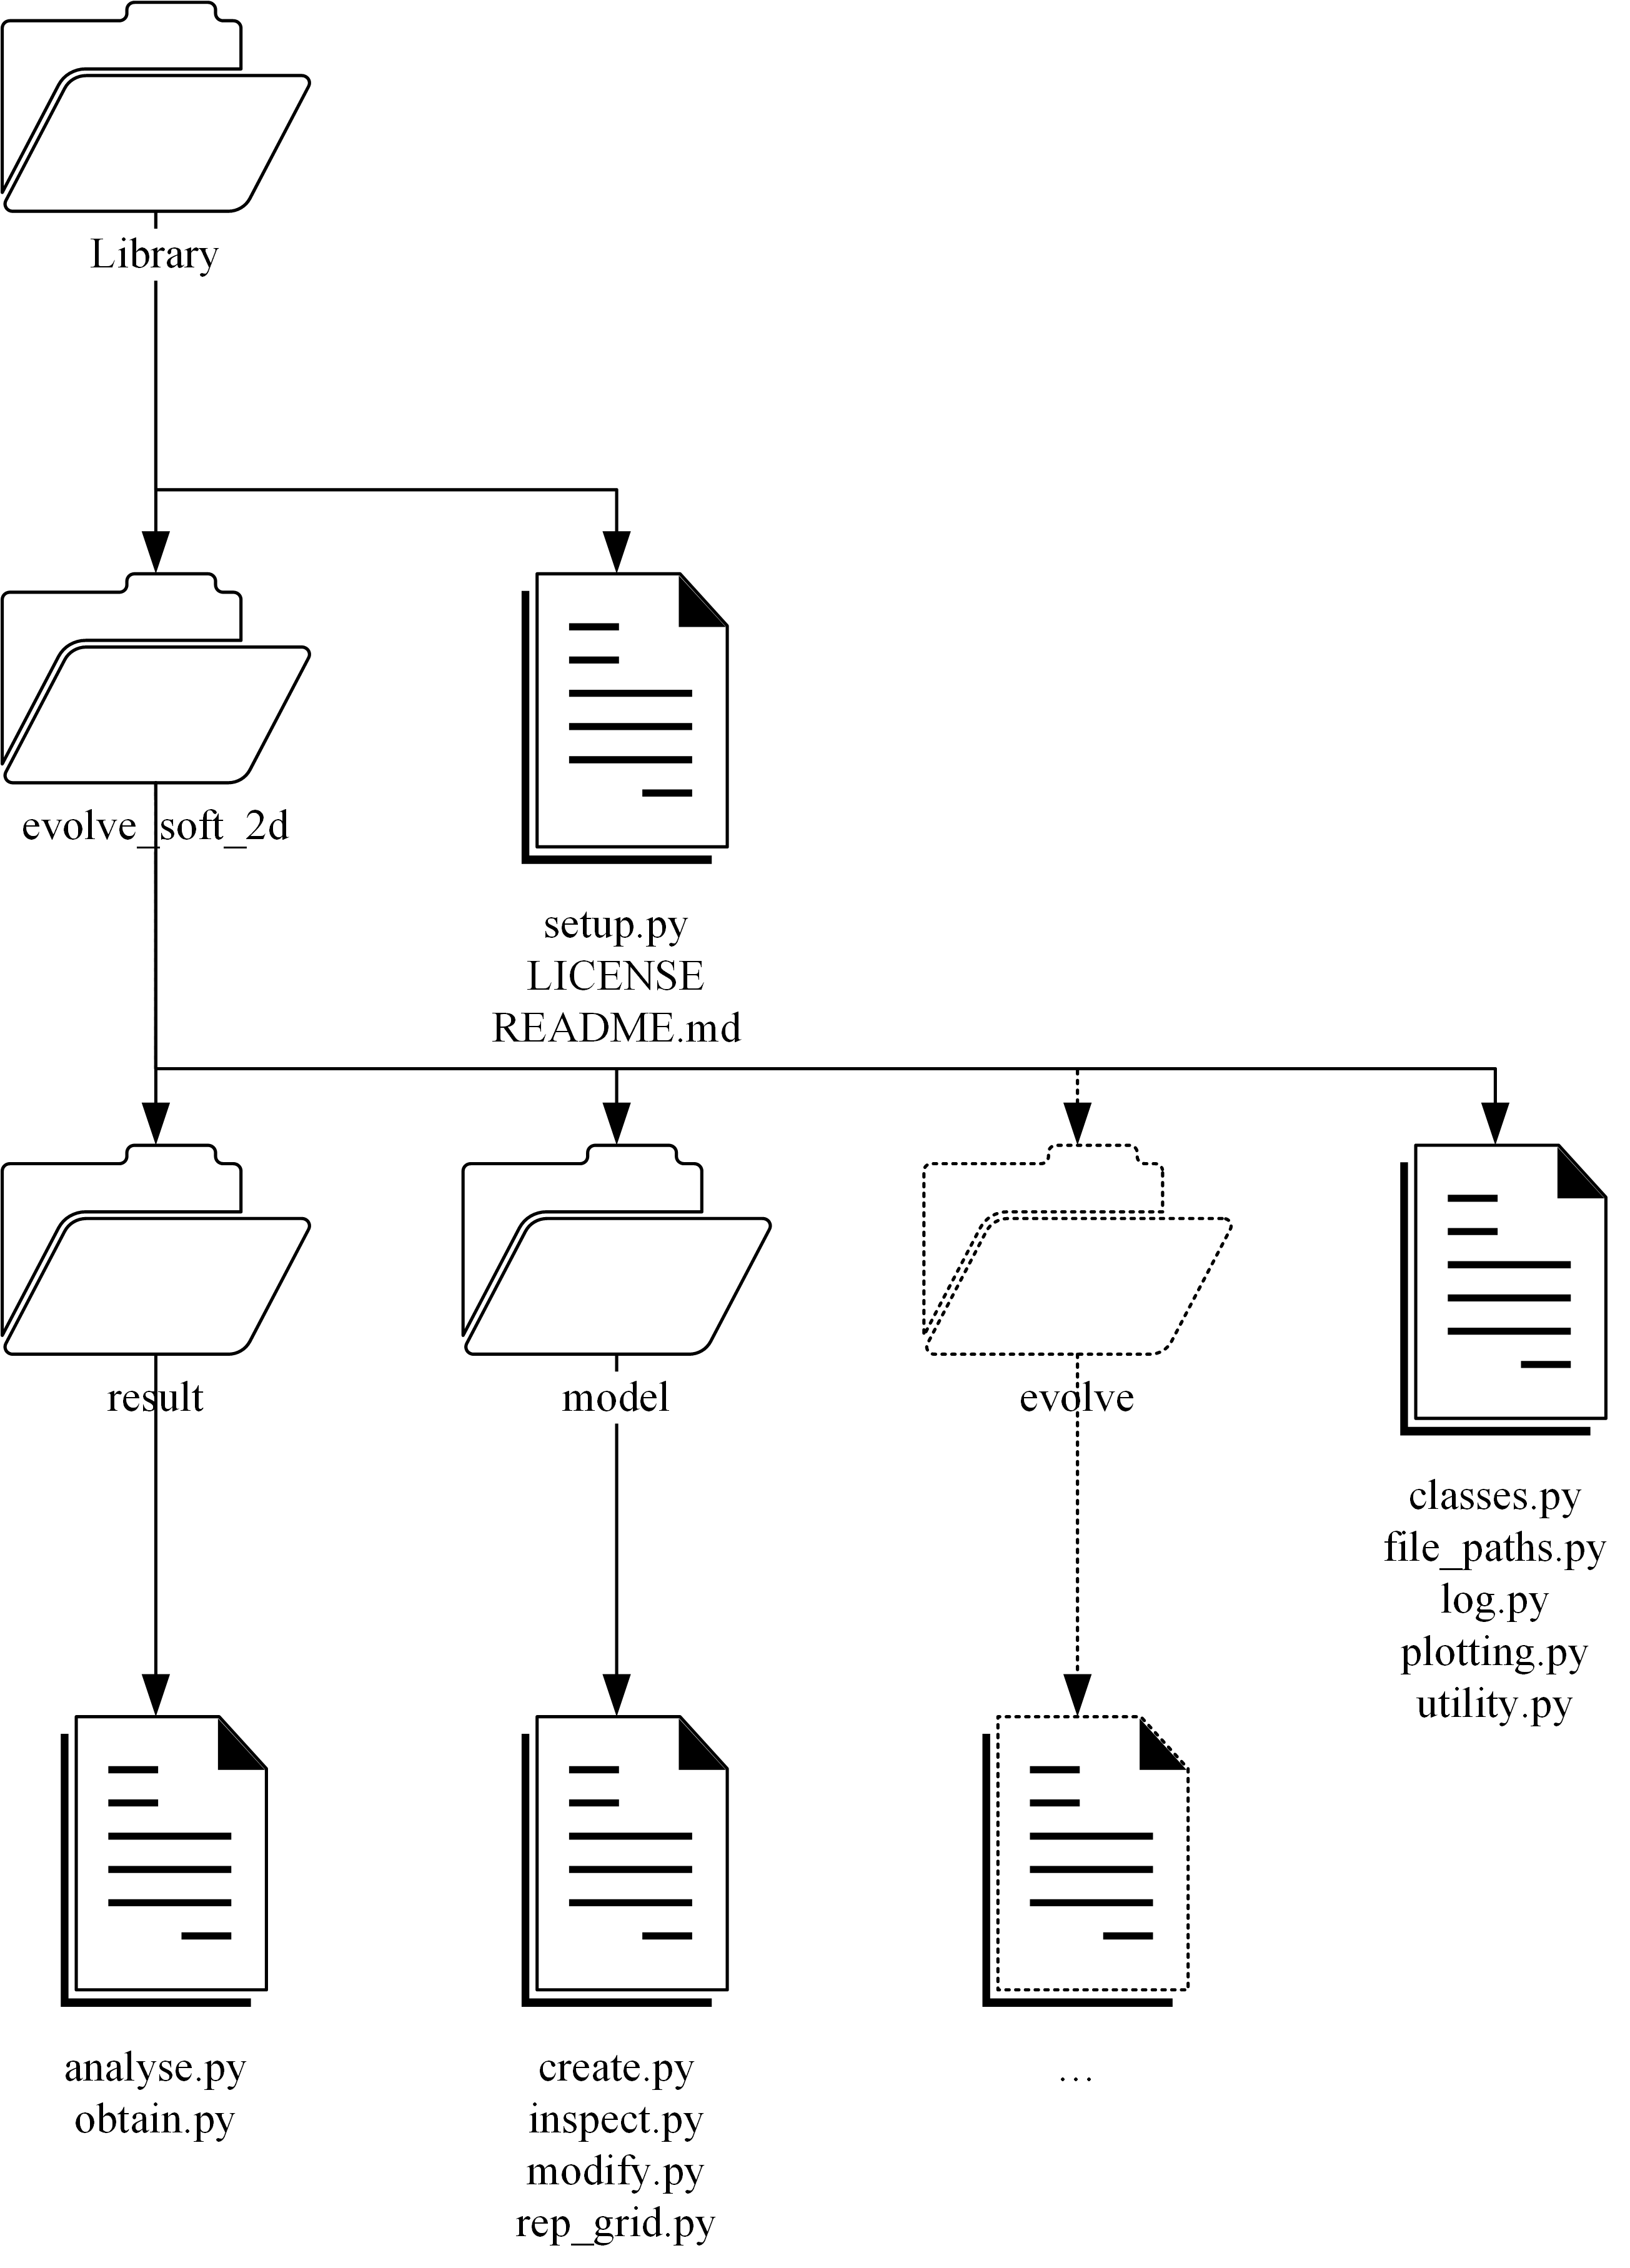 Library
evolve_soft_2d
setup.py
LICENSE
README.md
result
model
evolve
classes.py
file_paths.py
log.py
plotting.py
utility.py
analyse.py
obtain.py
create.py
inspect.py
modify.py
rep_grid.py
…